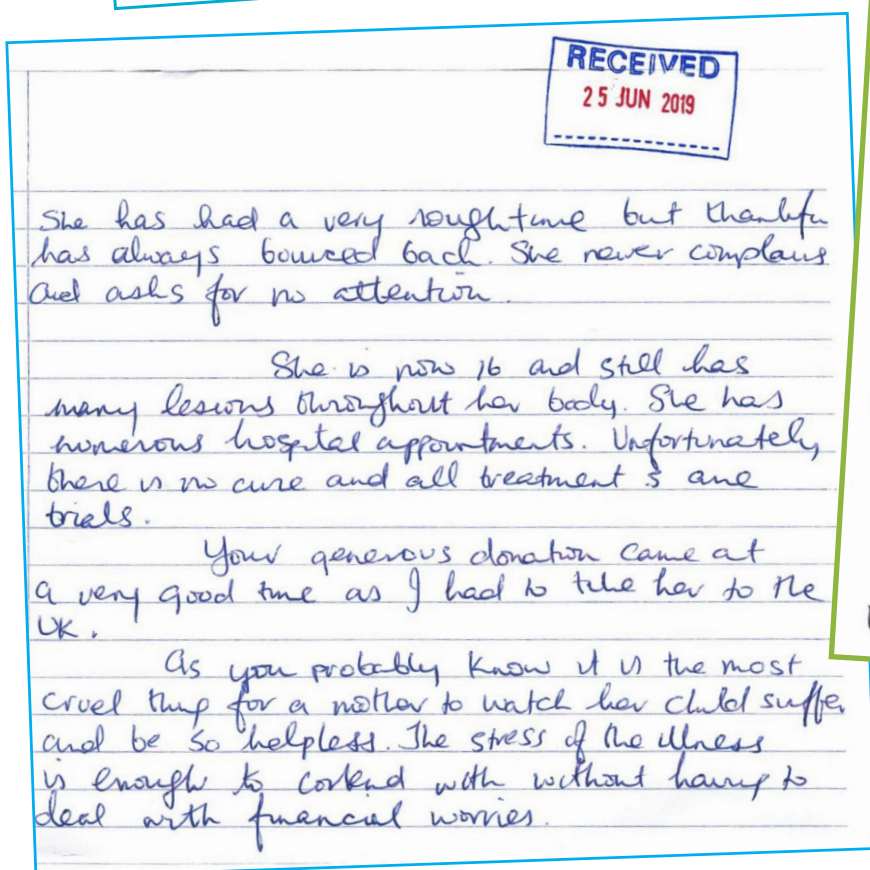 RECEIVED
25 JUN 2019
She has had a very rough time but thankfu
has always bounced back. She never complains
and asks for no attention.
She is now 16 and still has
many lesions throughout her body. She has
numerous hospital appointments. Unfortunately,
there is no cure and all treatments are
trials.
Your generous donation came at
a very good time as I had to take her to the
UK.
As you probably know it is the most
cruel thing for a mother to watch her child suffer
and be so helpless. The stress of the illness
is enough to contend with without having to
deal with financial worries.